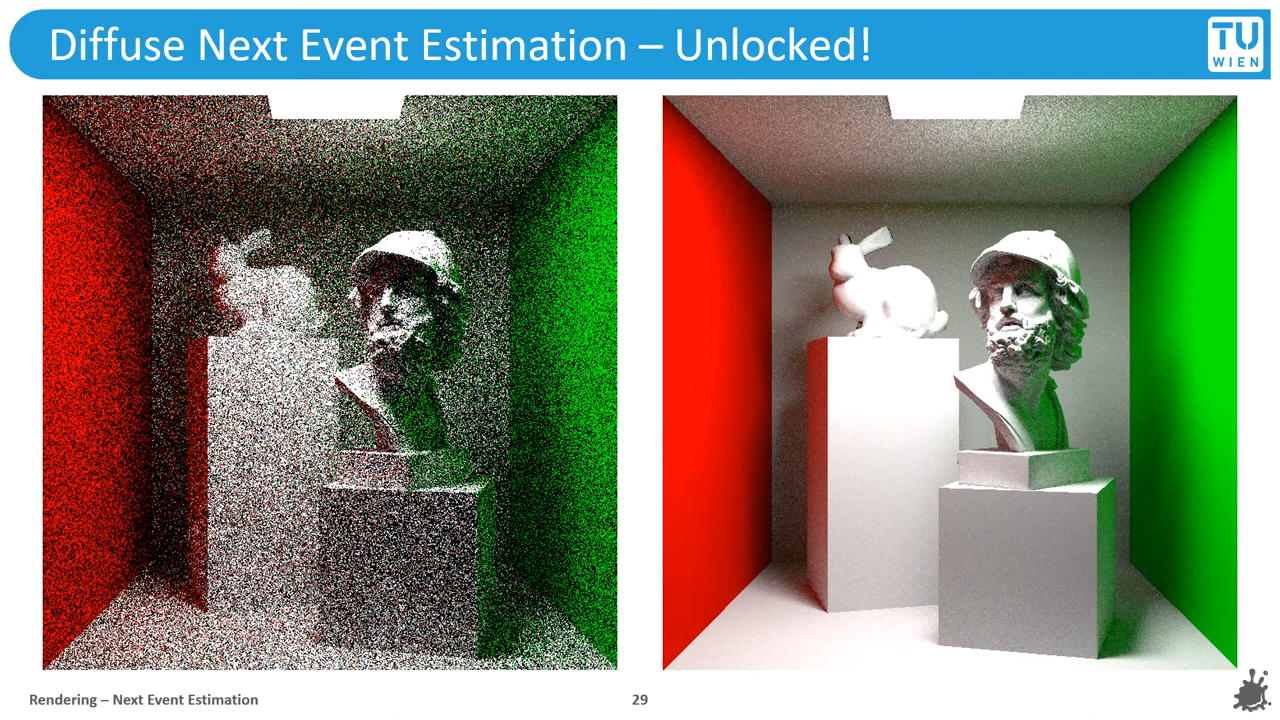 Diffuse Next Event Estimation – Unlocked!
TU
WIEN
Rendering – Next Event Estimation
29